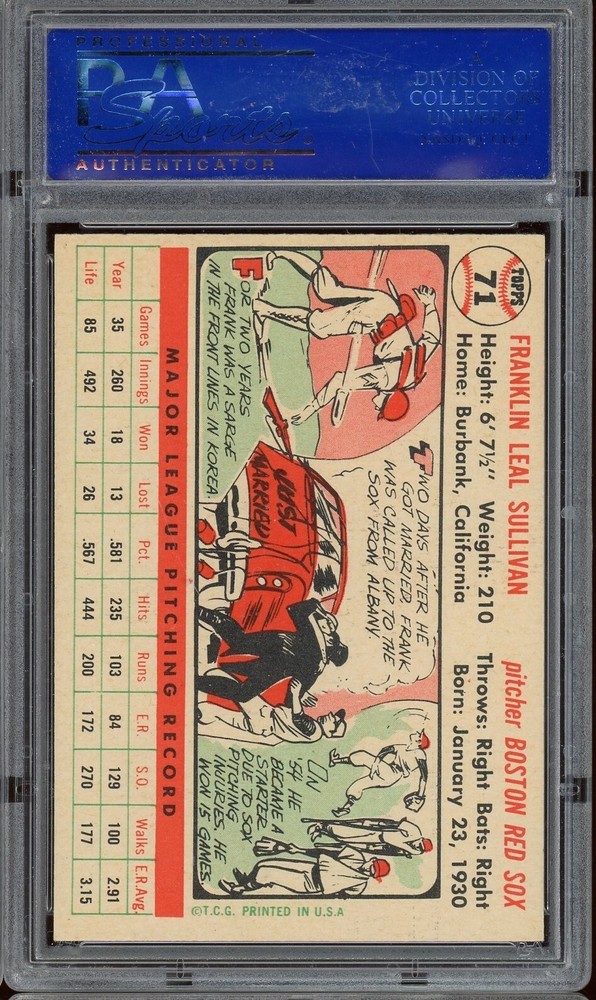 PROFESSIONAL
PSA
Sports
AUTHENTICATOR
A
DIVISION OF
COLLECTORS
UNIVERSE
NASDAQ: CLCT
TOPPS
71
FRANKLIN LEAL SULLIVAN pitcher BOSTON RED SOX
Height: 6' 7½" Weight: 210 Throws: Right Bats: Right
Home: Burbank, California Born: January 23, 1930
FOR TWO YEARS
FRANK WAS A SARGE
IN THE FRONT LINES IN KOREA.
TWO DAYS AFTER HE
GOT MARRIED, FRANK
WAS CALLED UP TO THE
SOX FROM ALBANY
JUST
MARRIED
IN
'54 HE
BECAME A
STARTER
DUE TO SOX
PITCHING
INJURIES, HE
WON 15 GAMES
MAJOR LEAGUE PITCHING RECORD
Games Innings Won Lost Pct. Hits Runs E.R. S.O. Walks E.R.Avg.
Year 35 260 18 13 .581 235 103 84 129 100 2.91
Life 85 492 34 26 .567 444 200 172 270 177 3.15
©T.C.G. PRINTED IN U.S.A